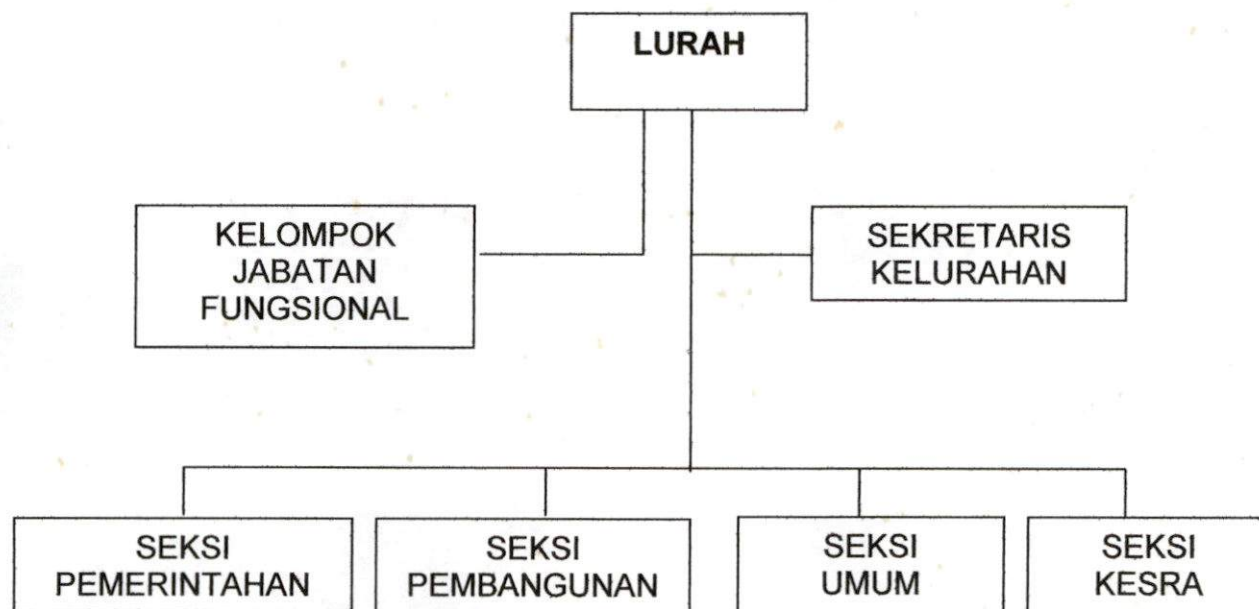 LURAH
KELOMPOK
JABATAN
FUNGSIONAL
SEKRETARIS
KELURAHAN
SEKSI
PEMERINTAHAN
SEKSI
PEMBANGUNAN
SEKSI
UMUM
SEKSI
KESRA